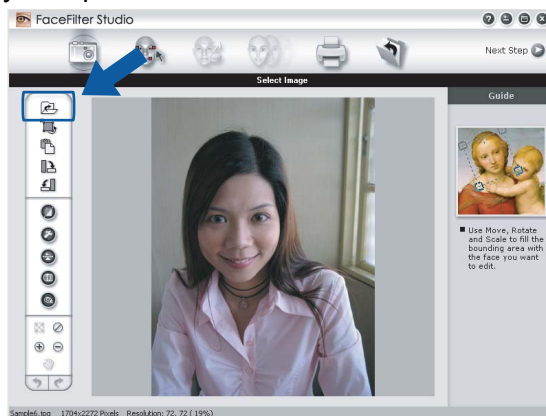 FaceFilter Studio
Next Step
Select Image
Guide
Use Move, Rotate
and Scale to fill the
bounding area with
the face you want
to edit.
Sample6.jpg 1704x2272 Pixels Resolution: 72, 72 ( 19%)